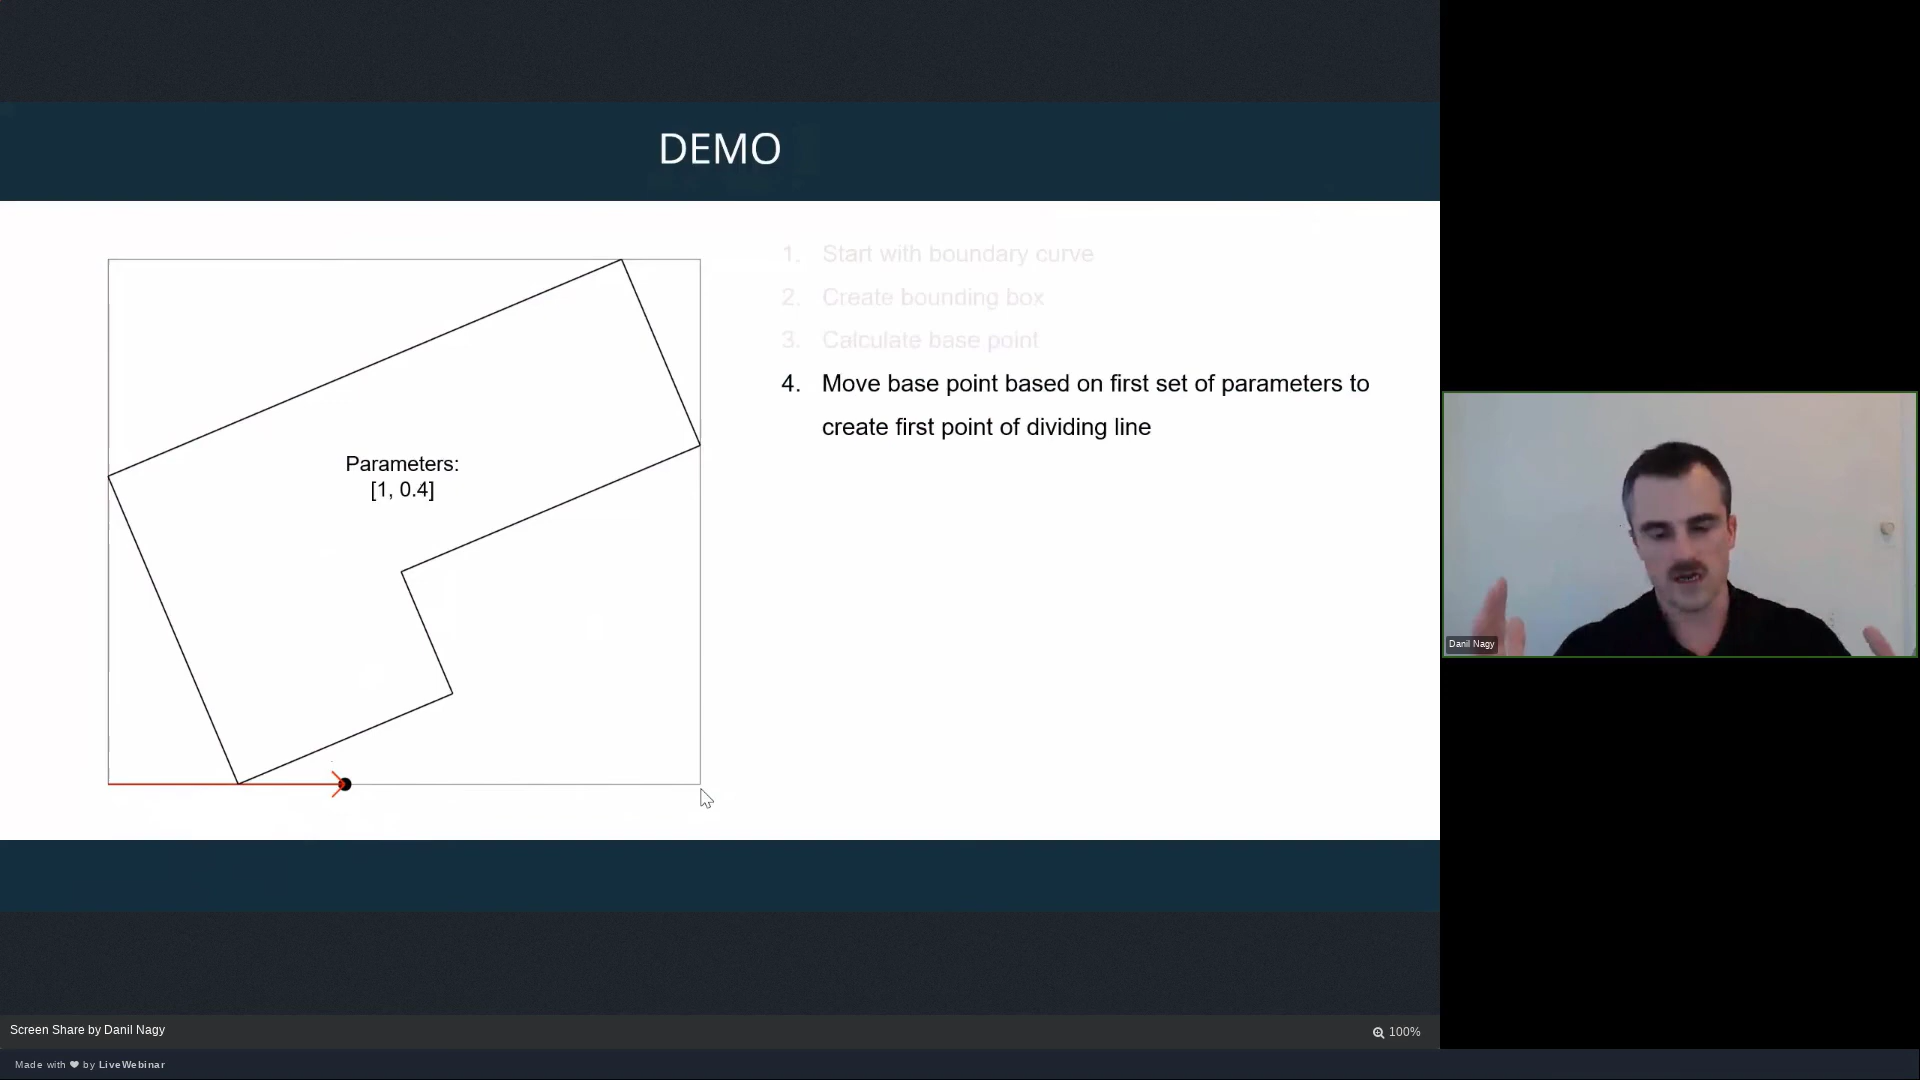 DEMO
1. Start with boundary curve
2. Create bounding box
3. Calculate base point
4. Move base point based on first set of parameters to
create first point of dividing line
Parameters:
[1, 0.4]
Danil Nagy
Screen Share by Danil Nagy
100%
Made with ❤ by LiveWebinar